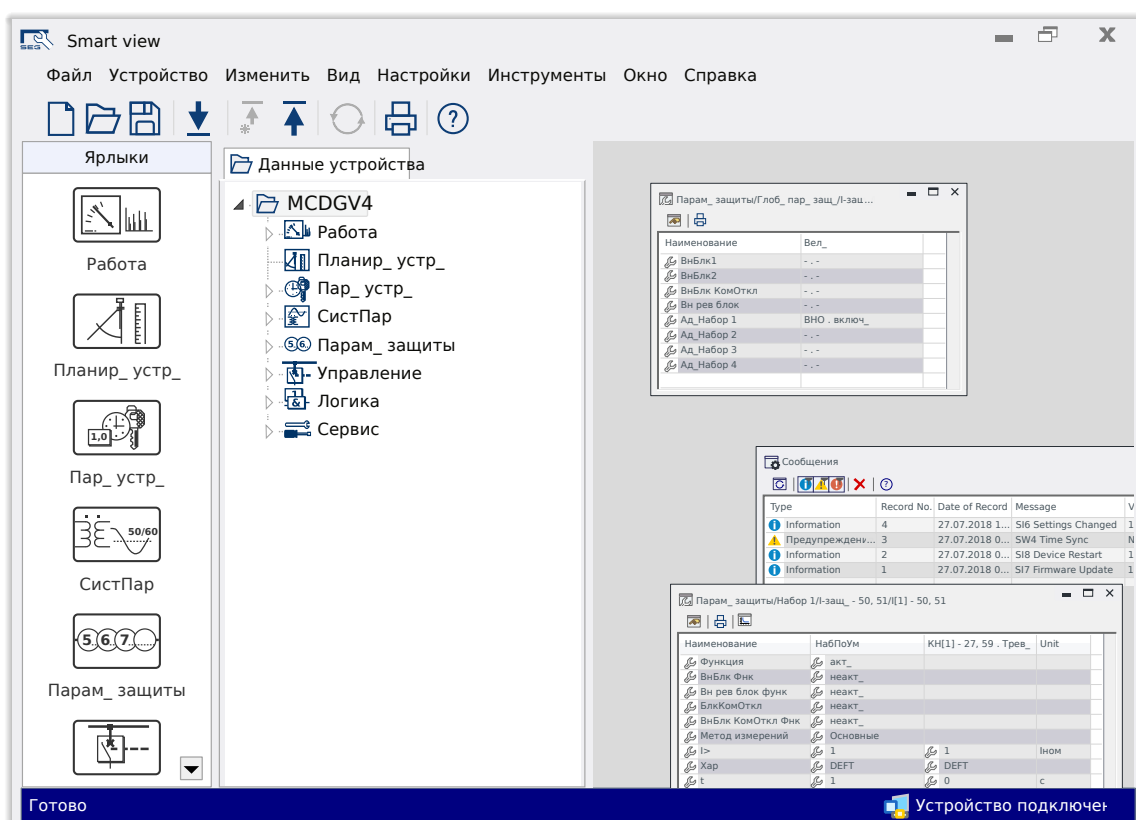 SEG Smart view
Файл Устройство Изменить Вид Настройки Инструменты Окно Справка
?
Ярлыки
Работа
Планир_ устр_
1,0
Пар_ устр_
50/60
СистПар
5 6 7
Парам_ защиты
Данные устройства
MCDGV4
Работа
Планир_ устр_
Пар_ устр_
СистПар
5 6 Парам_ защиты
Управление
1 & Логика
Сервис
Парам_ защиты/Глоб_ пар_ защ_/I-защ...
Наименование Вел_
ВнБлк1 - . -
ВнБлк2 - . -
ВнБлк КомОткл - . -
Вн рев блок - . -
Ад_Набор 1 ВНО . включ_
Ад_Набор 2 - . -
Ад_Набор 3 - . -
Ад_Набор 4 - . -
Сообщения
Type Record No. Date of Record Message V
Information 4 27.07.2018 1... SI6 Settings Changed 1
Предупреждени... 3 27.07.2018 0... SW4 Time Sync N
Information 2 27.07.2018 0... SI8 Device Restart 1
Information 1 27.07.2018 0... SI7 Firmware Update 1
Парам_ защиты/Набор 1/I-защ_ - 50, 51/I[1] - 50, 51
Наименование НабПоУм КН[1] - 27, 59 . Трев_ Unit
Функция акт_
ВнБлк Фнк неакт_
Вн рев блок функ неакт_
БлкКомОткл неакт_
ВнБлк КомОткл Фнк неакт_
Метод измерений Основные
I> 1 1 Iном
Хар DEFT DEFT
t 1 0 с
Готово
Устройство подключен